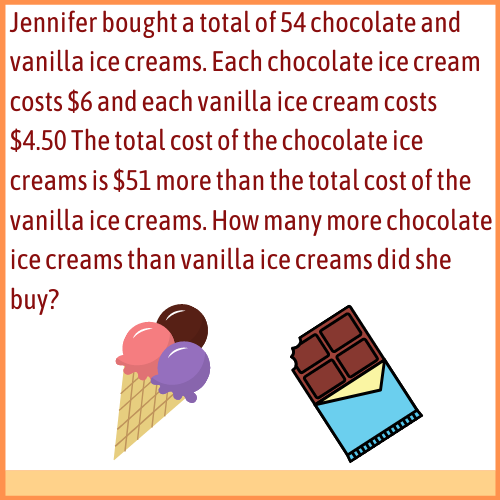 Jennifer bought a total of 54 chocolate and
vanilla ice creams. Each chocolate ice cream
costs $6 and each vanilla ice cream costs
$4.50 The total cost of the chocolate ice
creams is $51 more than the total cost of the
vanilla ice creams. How many more chocolate
ice creams than vanilla ice creams did she
buy?